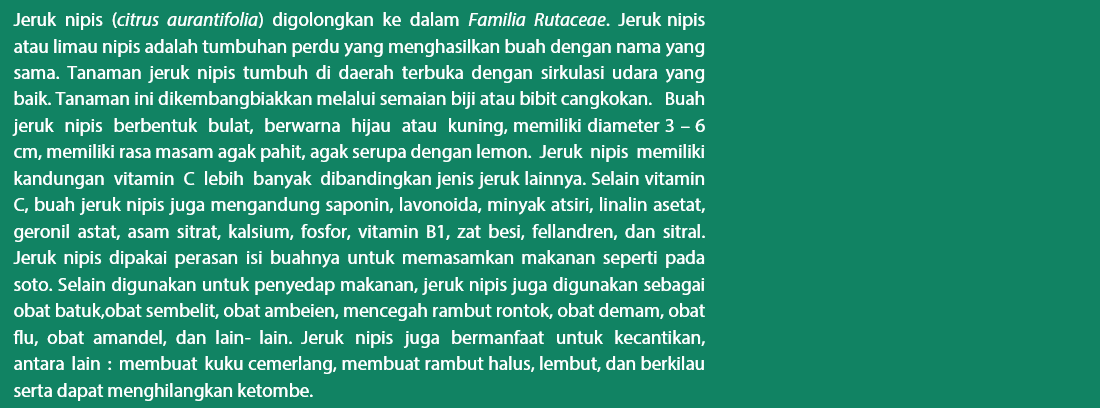 Jeruk nipis (citrus aurantifolia) digolongkan ke dalam Familia Rutaceae. Jeruk nipis
atau limau nipis adalah tumbuhan perdu yang menghasilkan buah dengan nama yang
sama. Tanaman jeruk nipis tumbuh di daerah terbuka dengan sirkulasi udara yang
baik. Tanaman ini dikembangbiakkan melalui semaian biji atau bibit cangkokan. Buah
jeruk nipis berbentuk bulat, berwarna hijau atau kuning, memiliki diameter 3 – 6
cm, memiliki rasa masam agak pahit, agak serupa dengan lemon. Jeruk nipis memiliki
kandungan vitamin C lebih banyak dibandingkan jenis jeruk lainnya. Selain vitamin
C, buah jeruk nipis juga mengandung saponin, lavonoida, minyak atsiri, linalin asetat,
geronil astat, asam sitrat, kalsium, fosfor, vitamin B1, zat besi, fellandren, dan sitral.
Jeruk nipis dipakai perasan isi buahnya untuk memasamkan makanan seperti pada
soto. Selain digunakan untuk penyedap makanan, jeruk nipis juga digunakan sebagai
obat batuk,obat sembelit, obat ambeien, mencegah rambut rontok, obat demam, obat
flu, obat amandel, dan lain- lain. Jeruk nipis juga bermanfaat untuk kecantikan,
antara lain : membuat kuku cemerlang, membuat rambut halus, lembut, dan berkilau
serta dapat menghilangkan ketombe.